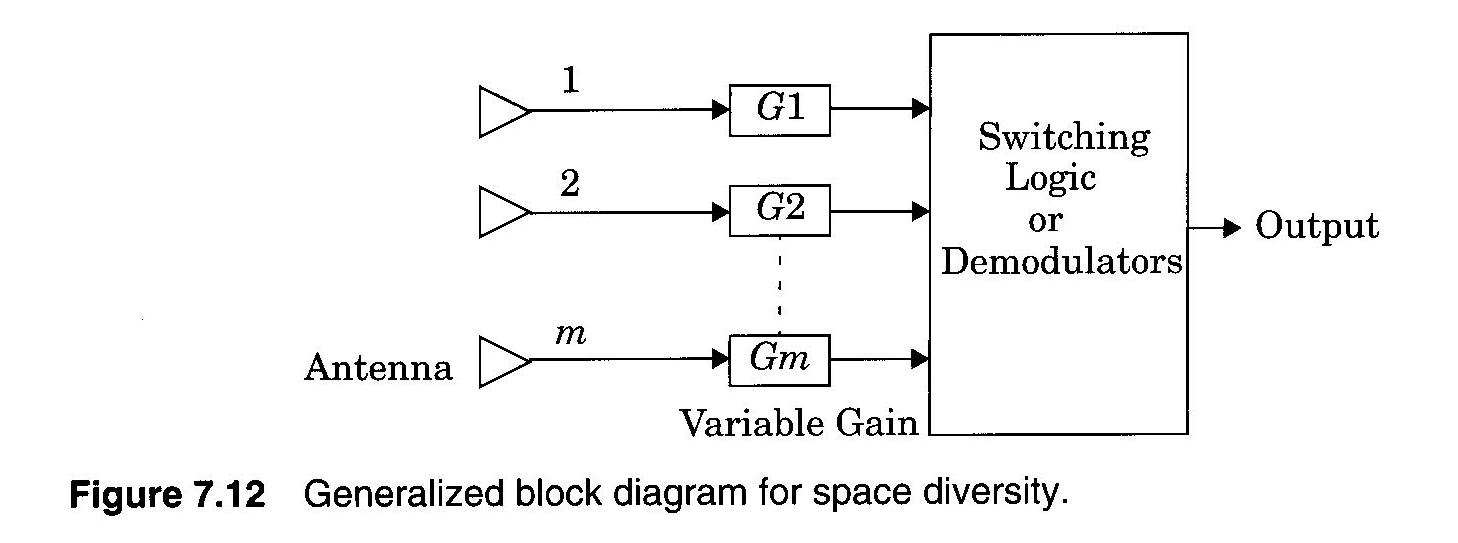 1
G1
2
G2
m
Gm
Antenna
Variable Gain
Switching
Logic
or
Demodulators
Output
Figure 7.12 Generalized block diagram for space diversity.